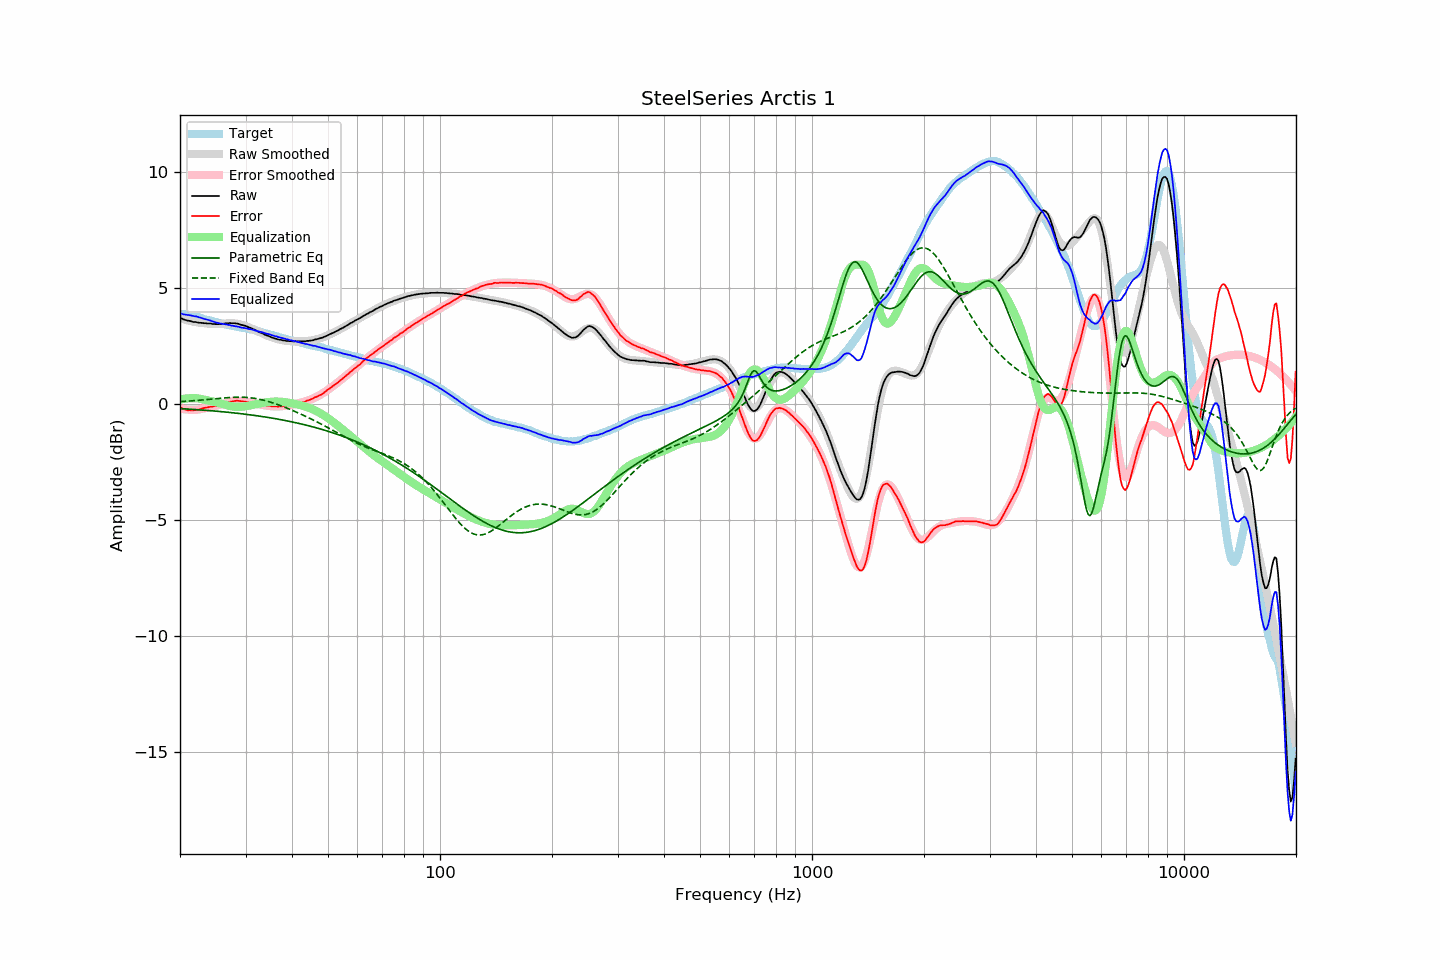 SteelSeries Arctis 1
Target
Raw Smoothed
Error Smoothed
Raw
Error
Equalization
Parametric Eq
Fixed Band Eq
Equalized
10
5
0
−5
−10
−15
Amplitude (dBr)
100
1000
10000
Frequency (Hz)